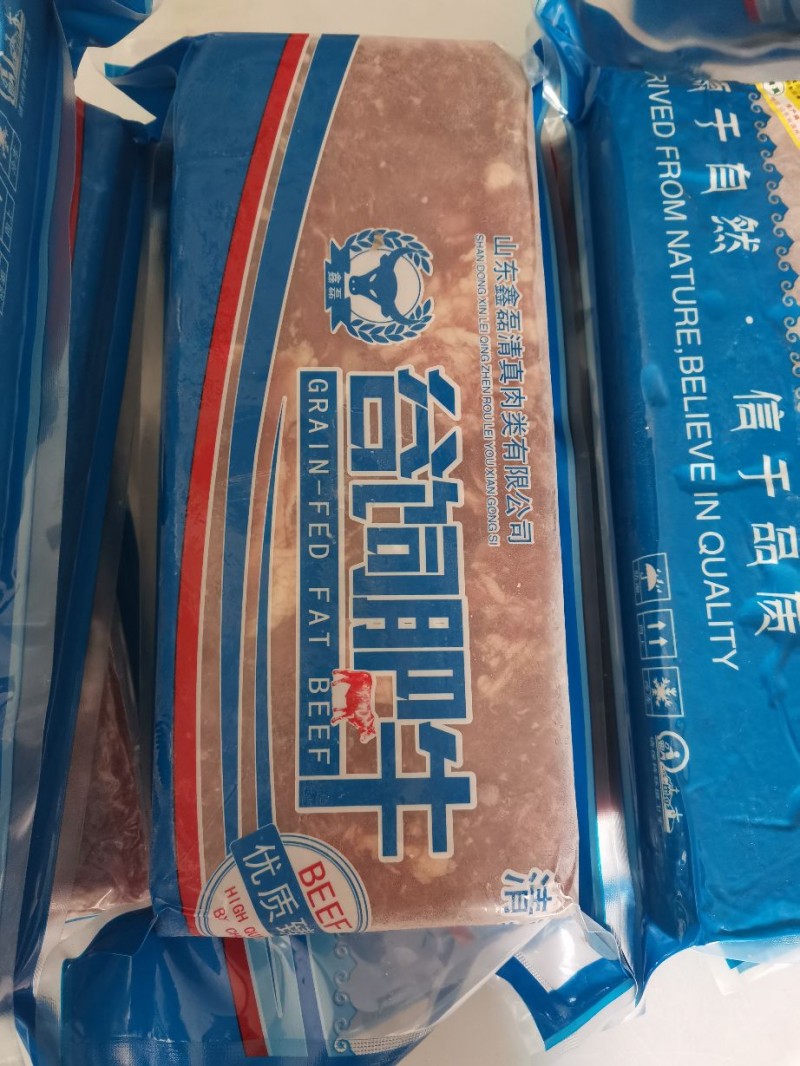 山东鑫磊清真肉类有限公司
SHAN DONG XIN LEI QING ZHEN ROU LEI YOU XIAN GONG SI
鑫磊
谷饲肥牛
GRAIN-FED FAT BEEF
BEEF
优质
HIGH
BY
清
于自然 · 信于品质
RIVED FROM NATURE,BELIEVE IN QUALITY